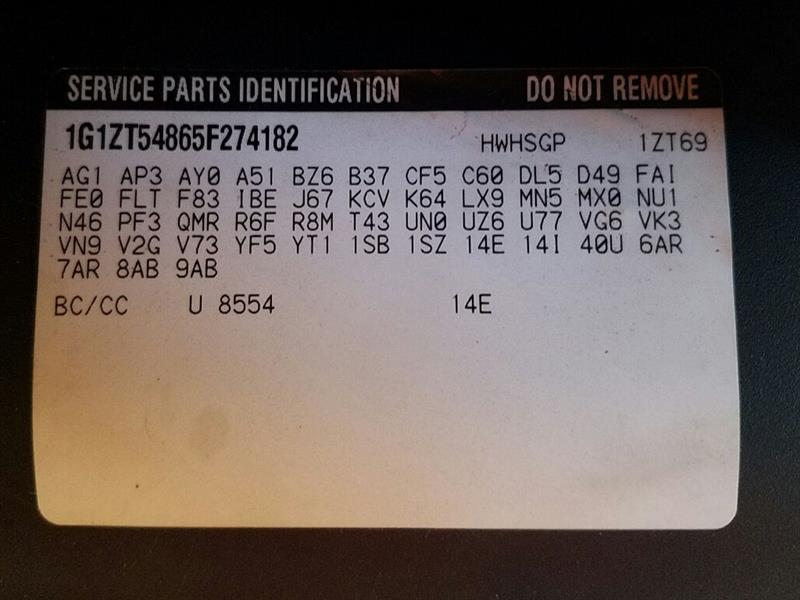 SERVICE PARTS IDENTIFICATION DO NOT REMOVE
1G1ZT54865F274182 HWHSGP 1ZT69
AG1 AP3 AY0 A51 BZ6 B37 CF5 C60 DL5 D49 FAI
FE0 FLT F83 IBE J67 KCV K64 LX9 MN5 MX0 NU1
N46 PF3 QMR R6F R8M T43 UN0 UZ6 U77 VG6 VK3
VN9 V2G V73 YF5 YT1 1SB 1SZ 14E 14I 40U 6AR
7AR 8AB 9AB
BC/CC U 8554 14E